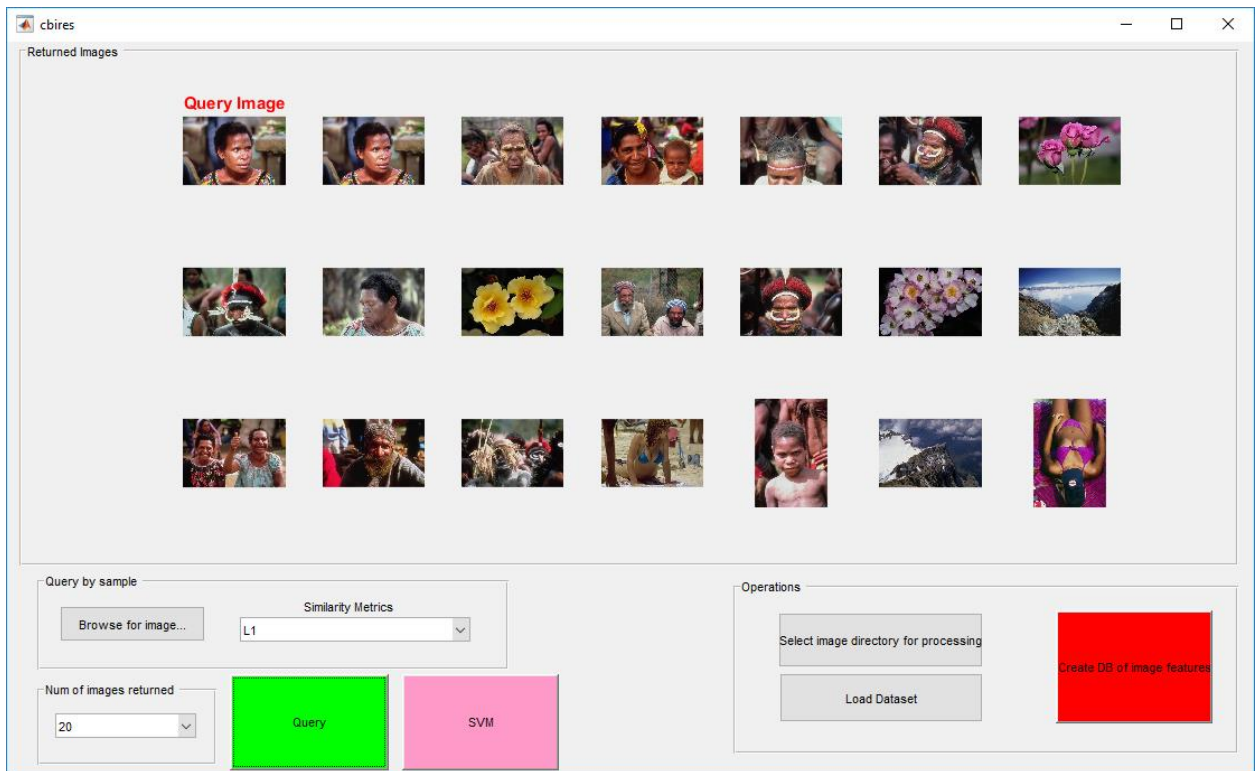 cbires
Returned Images
Query Image
Query by sample
Browse for image...
Similarity Metrics
L1
Num of images returned
20
Query
SVM
Operations
Select image directory for processing
Load Dataset
Create DB of image features